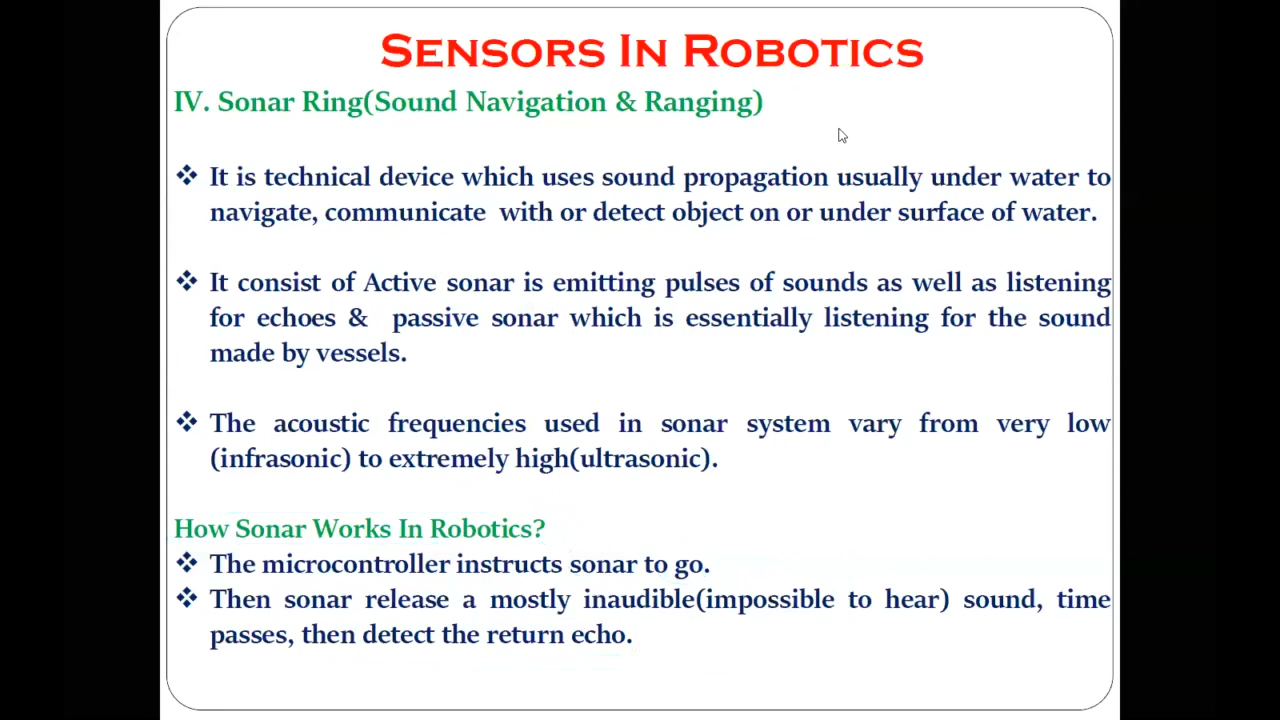 SENSORS IN ROBOTICS
IV. Sonar Ring(Sound Navigation & Ranging)
❖ It is technical device which uses sound propagation usually under water to
navigate, communicate with or detect object on or under surface of water.
❖ It consist of Active sonar is emitting pulses of sounds as well as listening
for echoes & passive sonar which is essentially listening for the sound
made by vessels.
❖ The acoustic frequencies used in sonar system vary from very low
(infrasonic) to extremely high(ultrasonic).
How Sonar Works In Robotics?
❖ The microcontroller instructs sonar to go.
❖ Then sonar release a mostly inaudible(impossible to hear) sound, time
passes, then detect the return echo.